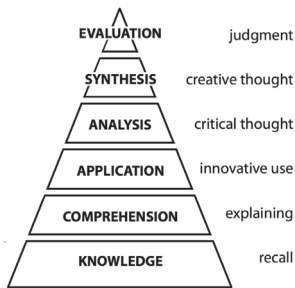 EVALUATION judgment
SYNTHESIS creative thought
ANALYSIS critical thought
APPLICATION innovative use
COMPREHENSION explaining
KNOWLEDGE recall